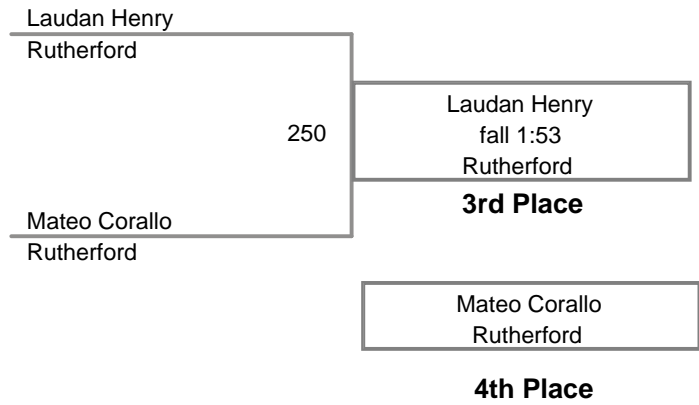 Laudan Henry
Rutherford
250
Laudan Henry
fall 1:53
Rutherford
3rd Place
Mateo Corallo
Rutherford
Mateo Corallo
Rutherford
4th Place